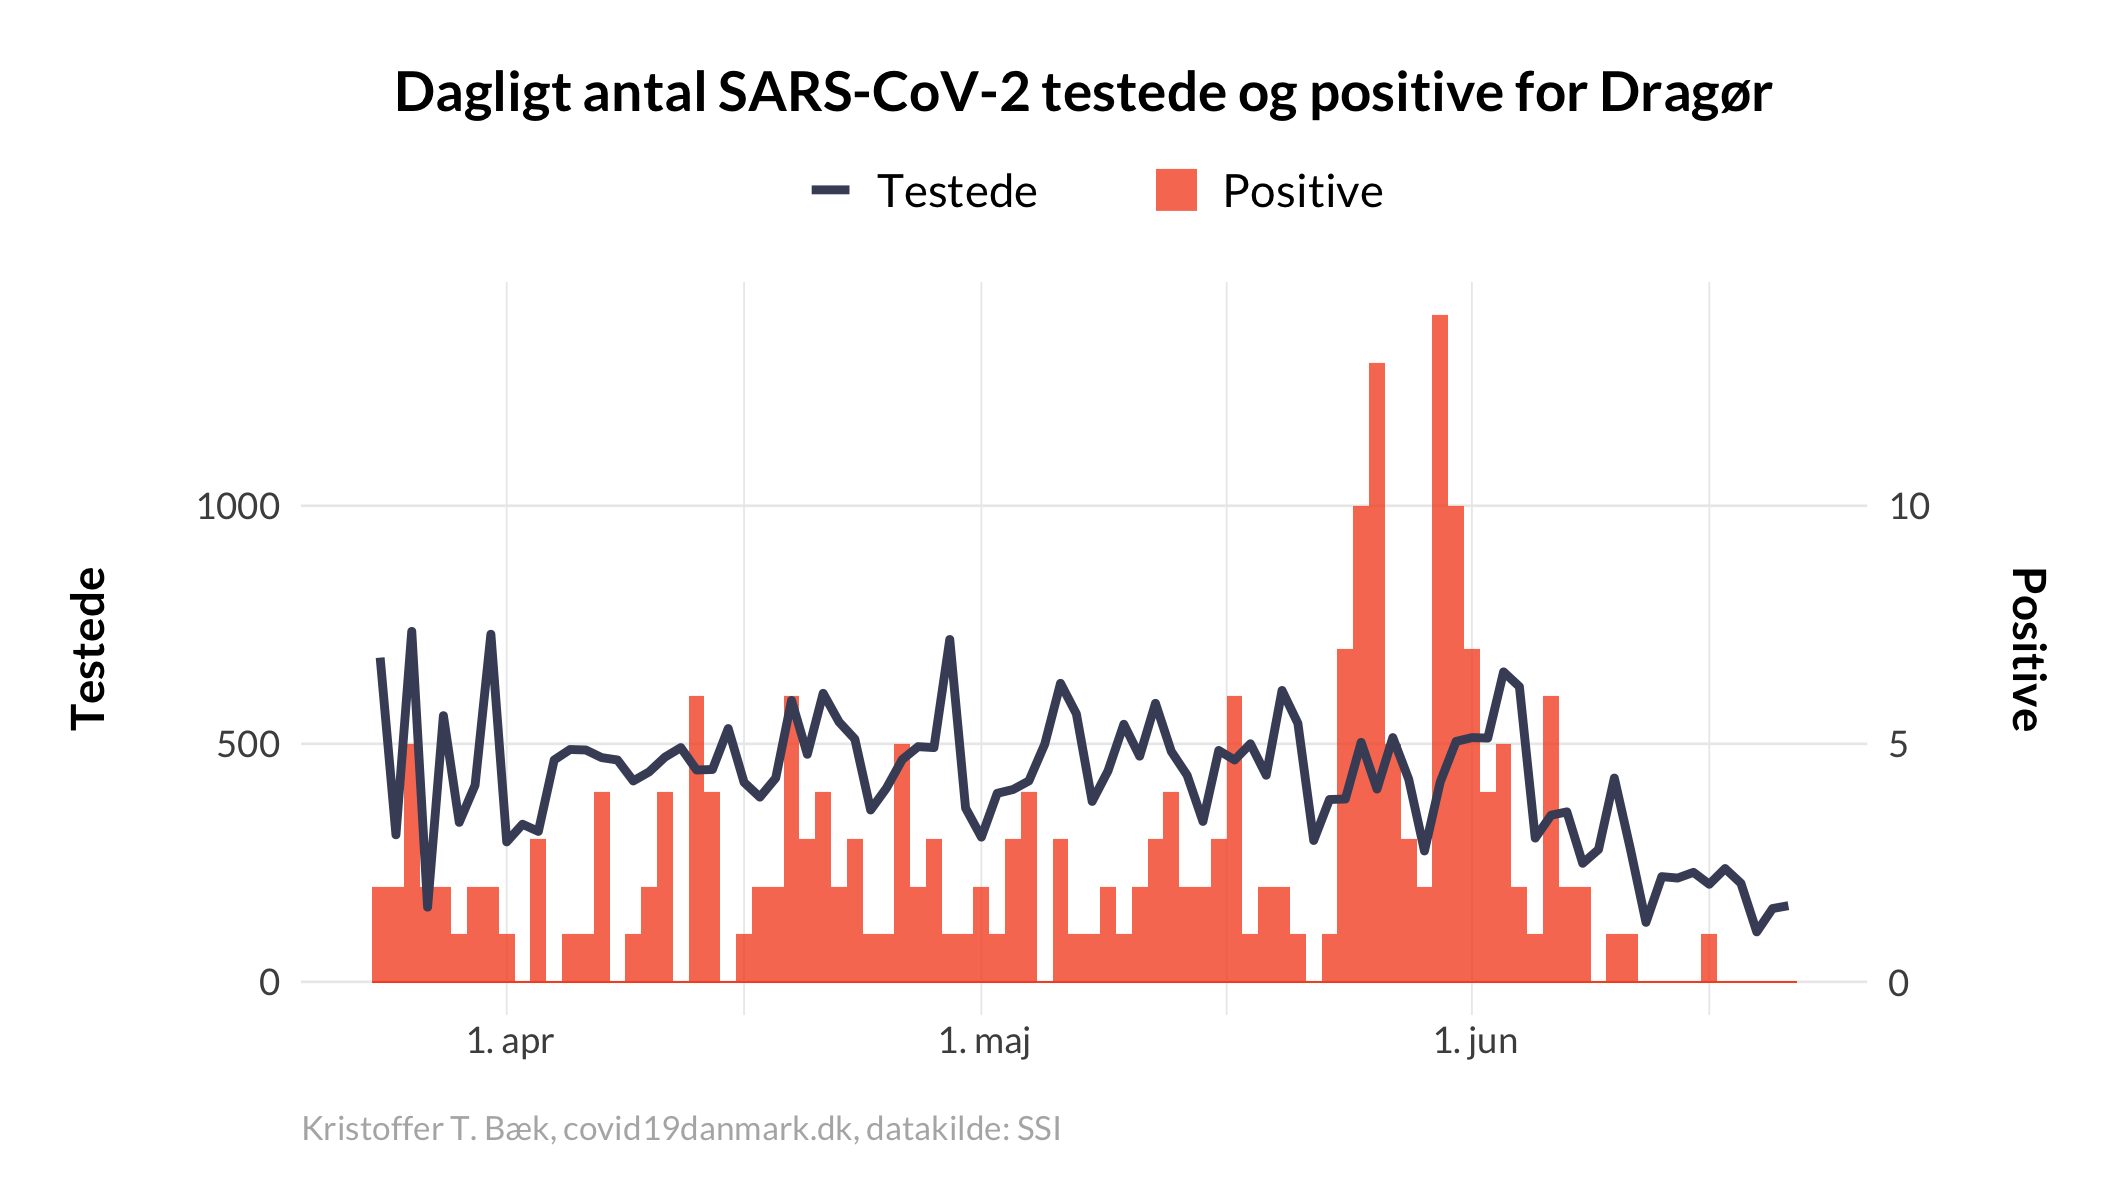 Dagligt antal SARS-CoV-2 testede og positive for Dragør
Testede
Positive
1000
500
0
10
5
0
Testede
Positive
1. apr
1. maj
1. jun
Kristoffer T. Bæk, covid19danmark.dk, datakilde: SSI